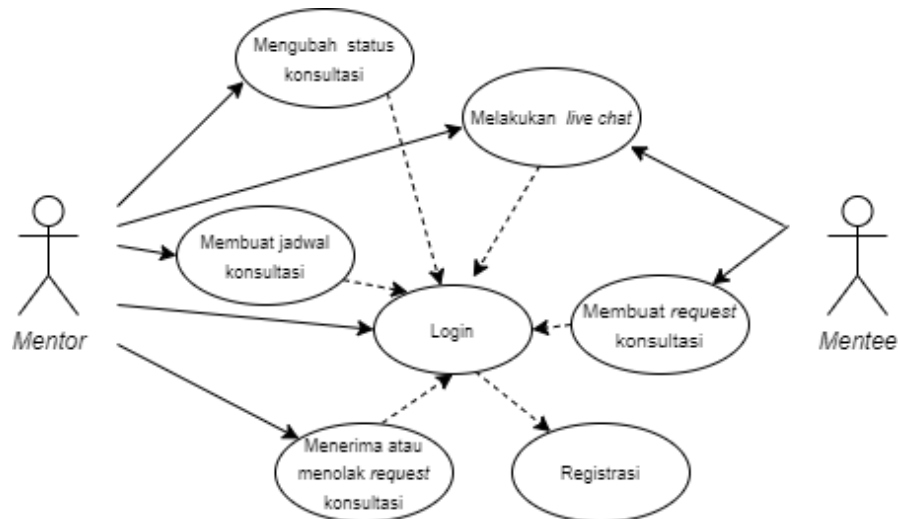 Mengubah status
konsultasi
Melakukan live chat
Membuat jadwal
konsultasi
Mentor
Login
Membuat request
konsultasi
Mentee
Menerima atau
menolak request
konsultasi
Registrasi